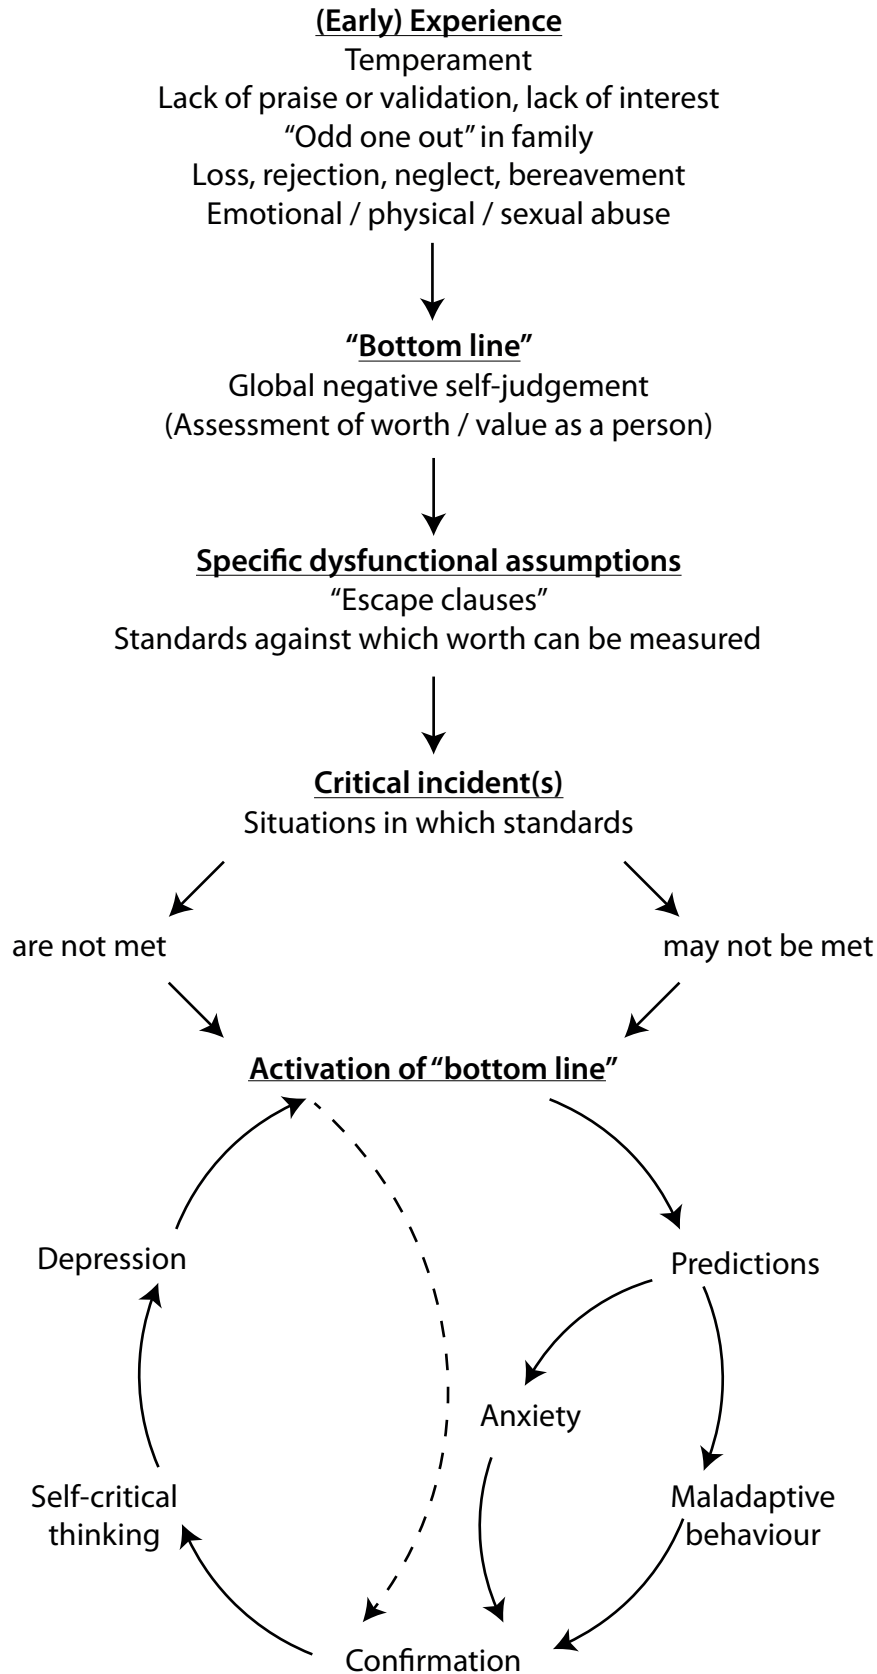 (Early) Experience
Temperament
Lack of praise or validation, lack of interest
“Odd one out” in family
Loss, rejection, neglect, bereavement
Emotional / physical / sexual abuse
“Bottom line”
Global negative self-judgement
(Assessment of worth / value as a person)
Specific dysfunctional assumptions
“Escape clauses”
Standards against which worth can be measured
Critical incident(s)
Situations in which standards
are not met
may not be met
Activation of “bottom line”
Depression
Predictions
Anxiety
Self-critical
thinking
Maladaptive
behaviour
Confirmation